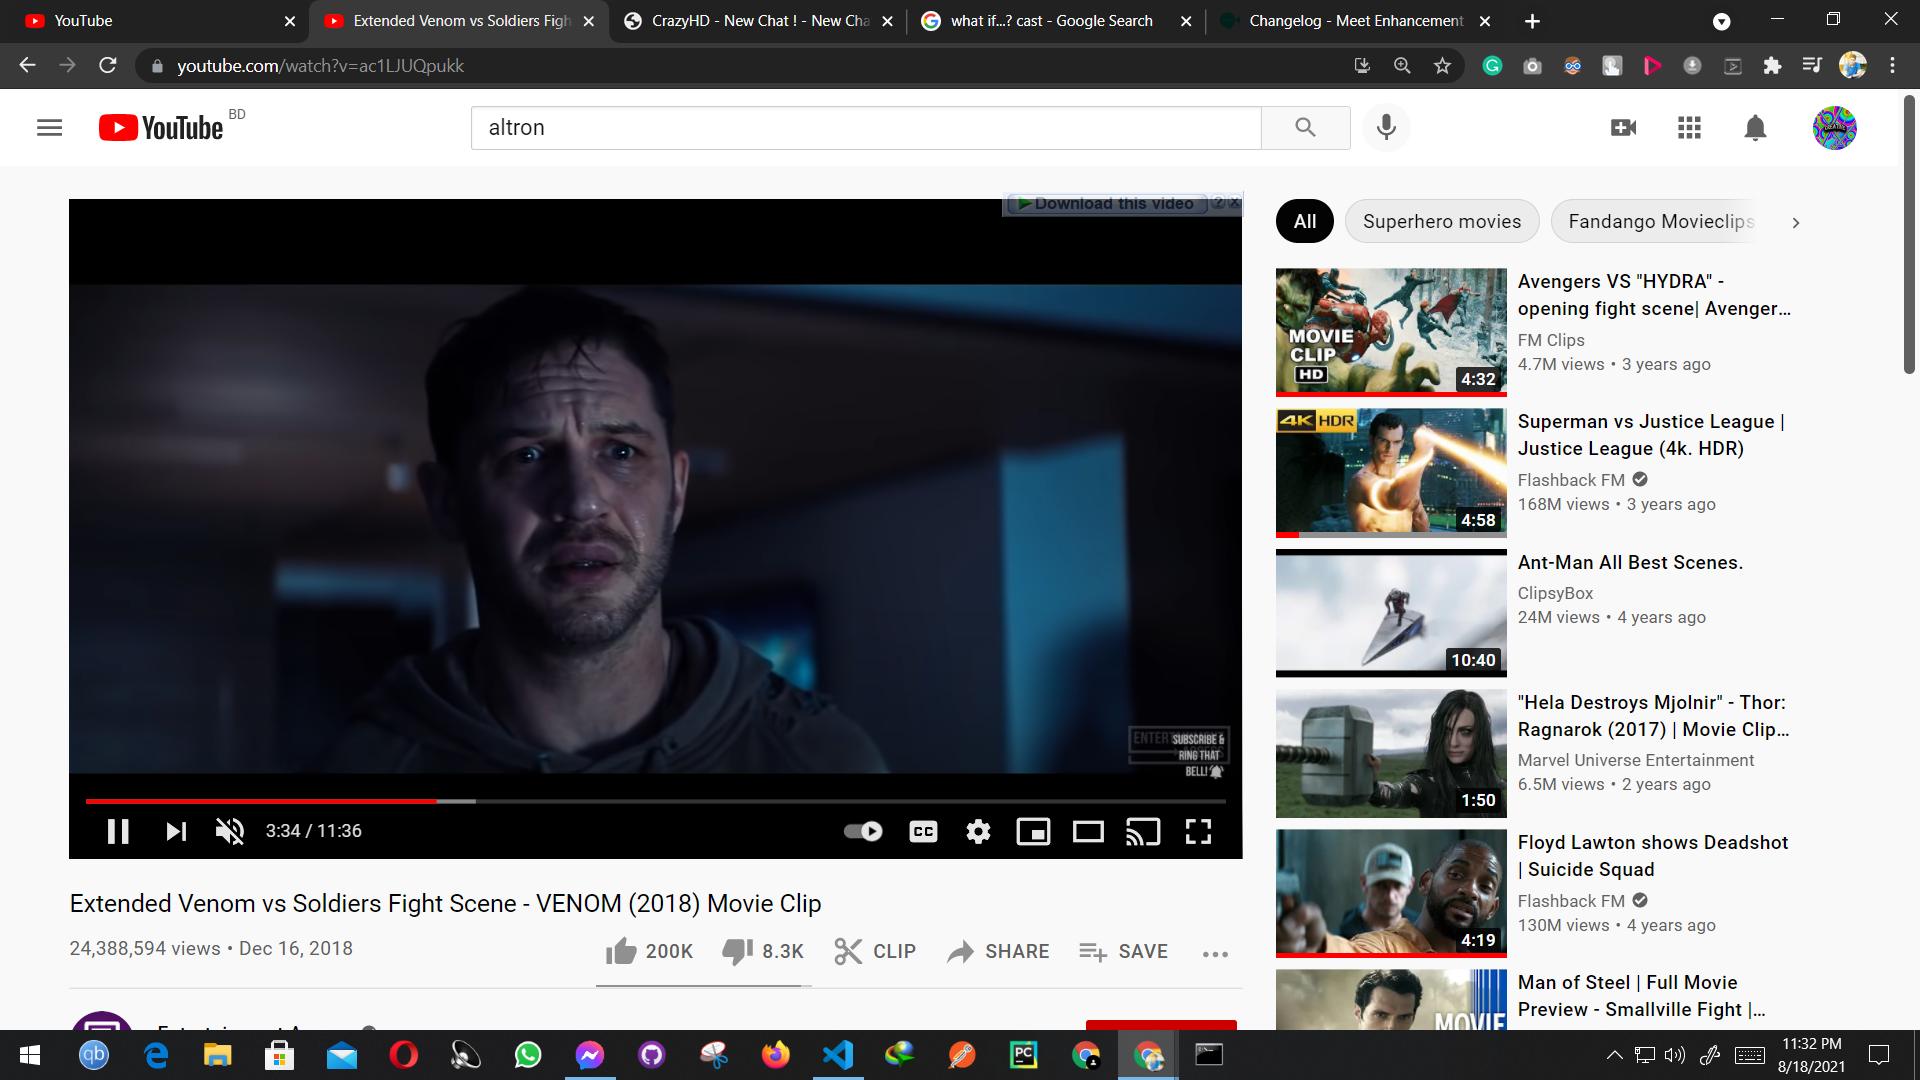 YouTube
Extended Venom vs Soldiers Figh
CrazyHD - New Chat ! - New Cha
what if...? cast - Google Search
Changelog - Meet Enhancement
youtube.com/watch?v=ac1LJUQpukk
YouTube BD
altron
Download this video
All
Superhero movies
Fandango Movieclips
MOVIE
CLIP
HD
4:32
Avengers VS "HYDRA" -
opening fight scene| Avenger...
FM Clips
4.7M views • 3 years ago
4K HDR
4:58
Superman vs Justice League |
Justice League (4k. HDR)
Flashback FM
168M views • 3 years ago
10:40
Ant-Man All Best Scenes.
ClipsyBox
24M views • 4 years ago
1:50
"Hela Destroys Mjolnir" - Thor:
Ragnarok (2017) | Movie Clip...
Marvel Universe Entertainment
6.5M views • 2 years ago
4:19
Floyd Lawton shows Deadshot
| Suicide Squad
Flashback FM
130M views • 4 years ago
MOVIE
Man of Steel | Full Movie
Preview - Smallville Fight |...
SUBSCRIBE &
RING THAT
BELL!
3:34 / 11:36
CC
Extended Venom vs Soldiers Fight Scene - VENOM (2018) Movie Clip
24,388,594 views • Dec 16, 2018
200K
8.3K
CLIP
SHARE
SAVE
qb
PC
11:32 PM
8/18/2021